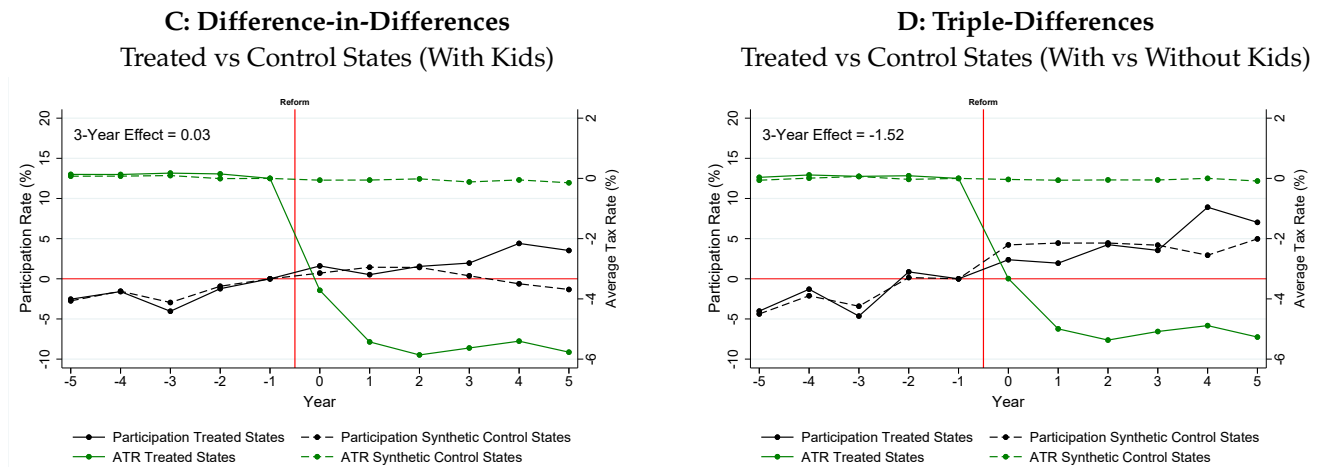 C: Difference-in-Differences
Treated vs Control States (With Kids)
Reform
3-Year Effect = 0.03
20
15
10
5
0
-5
-10
Participation Rate (%)
2
0
-2
-4
-6
Average Tax Rate (%)
-5 -4 -3 -2 -1 0 1 2 3 4 5
Year
Participation Treated States
Participation Synthetic Control States
ATR Treated States
ATR Synthetic Control States
D: Triple-Differences
Treated vs Control States (With vs Without Kids)
Reform
3-Year Effect = -1.52
20
15
10
5
0
-5
-10
Participation Rate (%)
2
0
-2
-4
-6
Average Tax Rate (%)
-5 -4 -3 -2 -1 0 1 2 3 4 5
Year
Participation Treated States
Participation Synthetic Control States
ATR Treated States
ATR Synthetic Control States